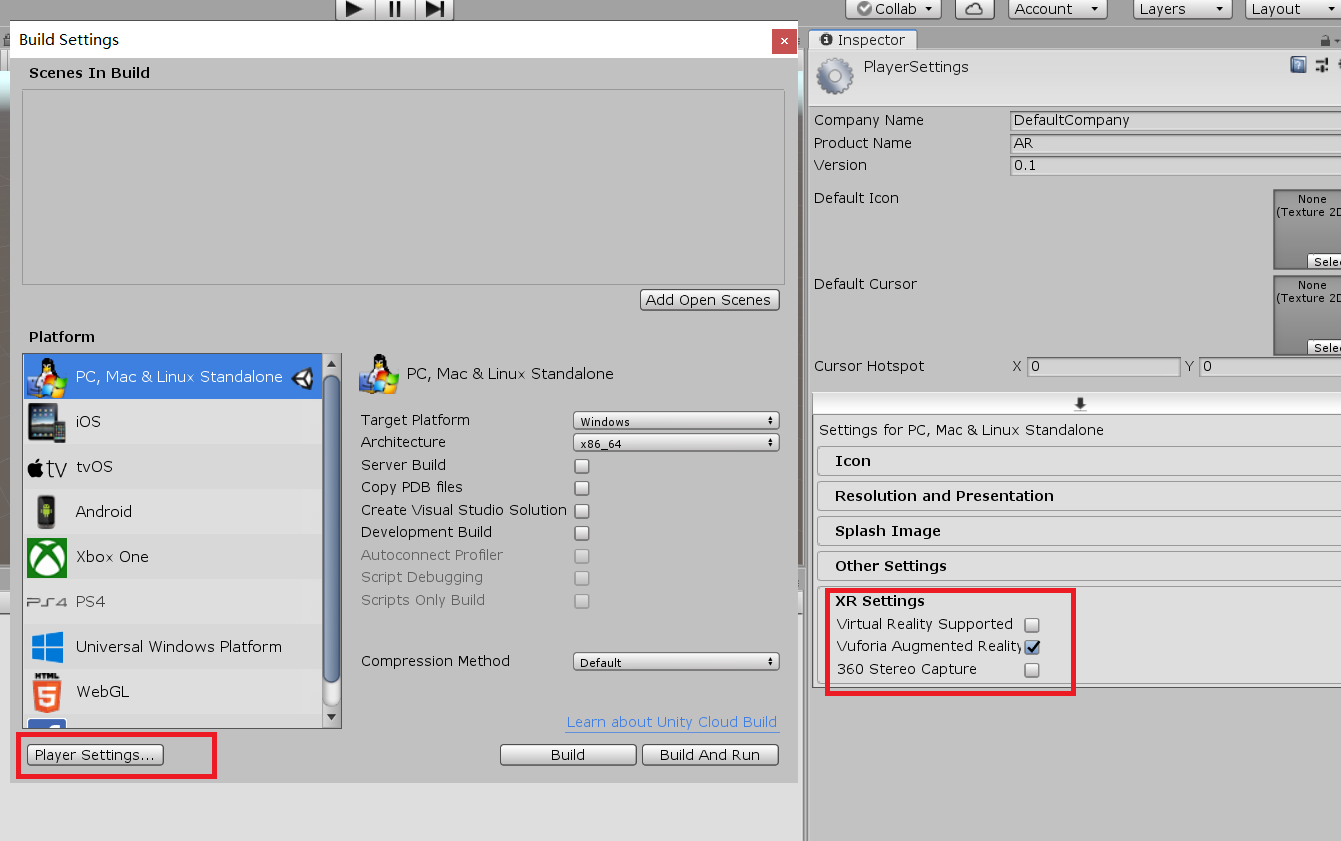 Collab
Account
Layers
Layout
Build Settings
Scenes In Build
Add Open Scenes
Platform
PC, Mac & Linux Standalone
iOS
tv tvOS
Android
Xbox One
PS4 PS4
Universal Windows Platform
HTML
5 WebGL
PC, Mac & Linux Standalone
Target Platform Windows
Architecture x86_64
Server Build
Copy PDB files
Create Visual Studio Solution
Development Build
Autoconnect Profiler
Script Debugging
Scripts Only Build
Compression Method Default
Learn about Unity Cloud Build
Player Settings...
Build
Build And Run
Inspector
PlayerSettings
Company Name DefaultCompany
Product Name AR
Version 0.1
Default Icon
None
(Texture 2D
Selec
Default Cursor
None
(Texture 2D
Selec
Cursor Hotspot X 0 Y 0
Settings for PC, Mac & Linux Standalone
Icon
Resolution and Presentation
Splash Image
Other Settings
XR Settings
Virtual Reality Supported
Vuforia Augmented Reality
360 Stereo Capture